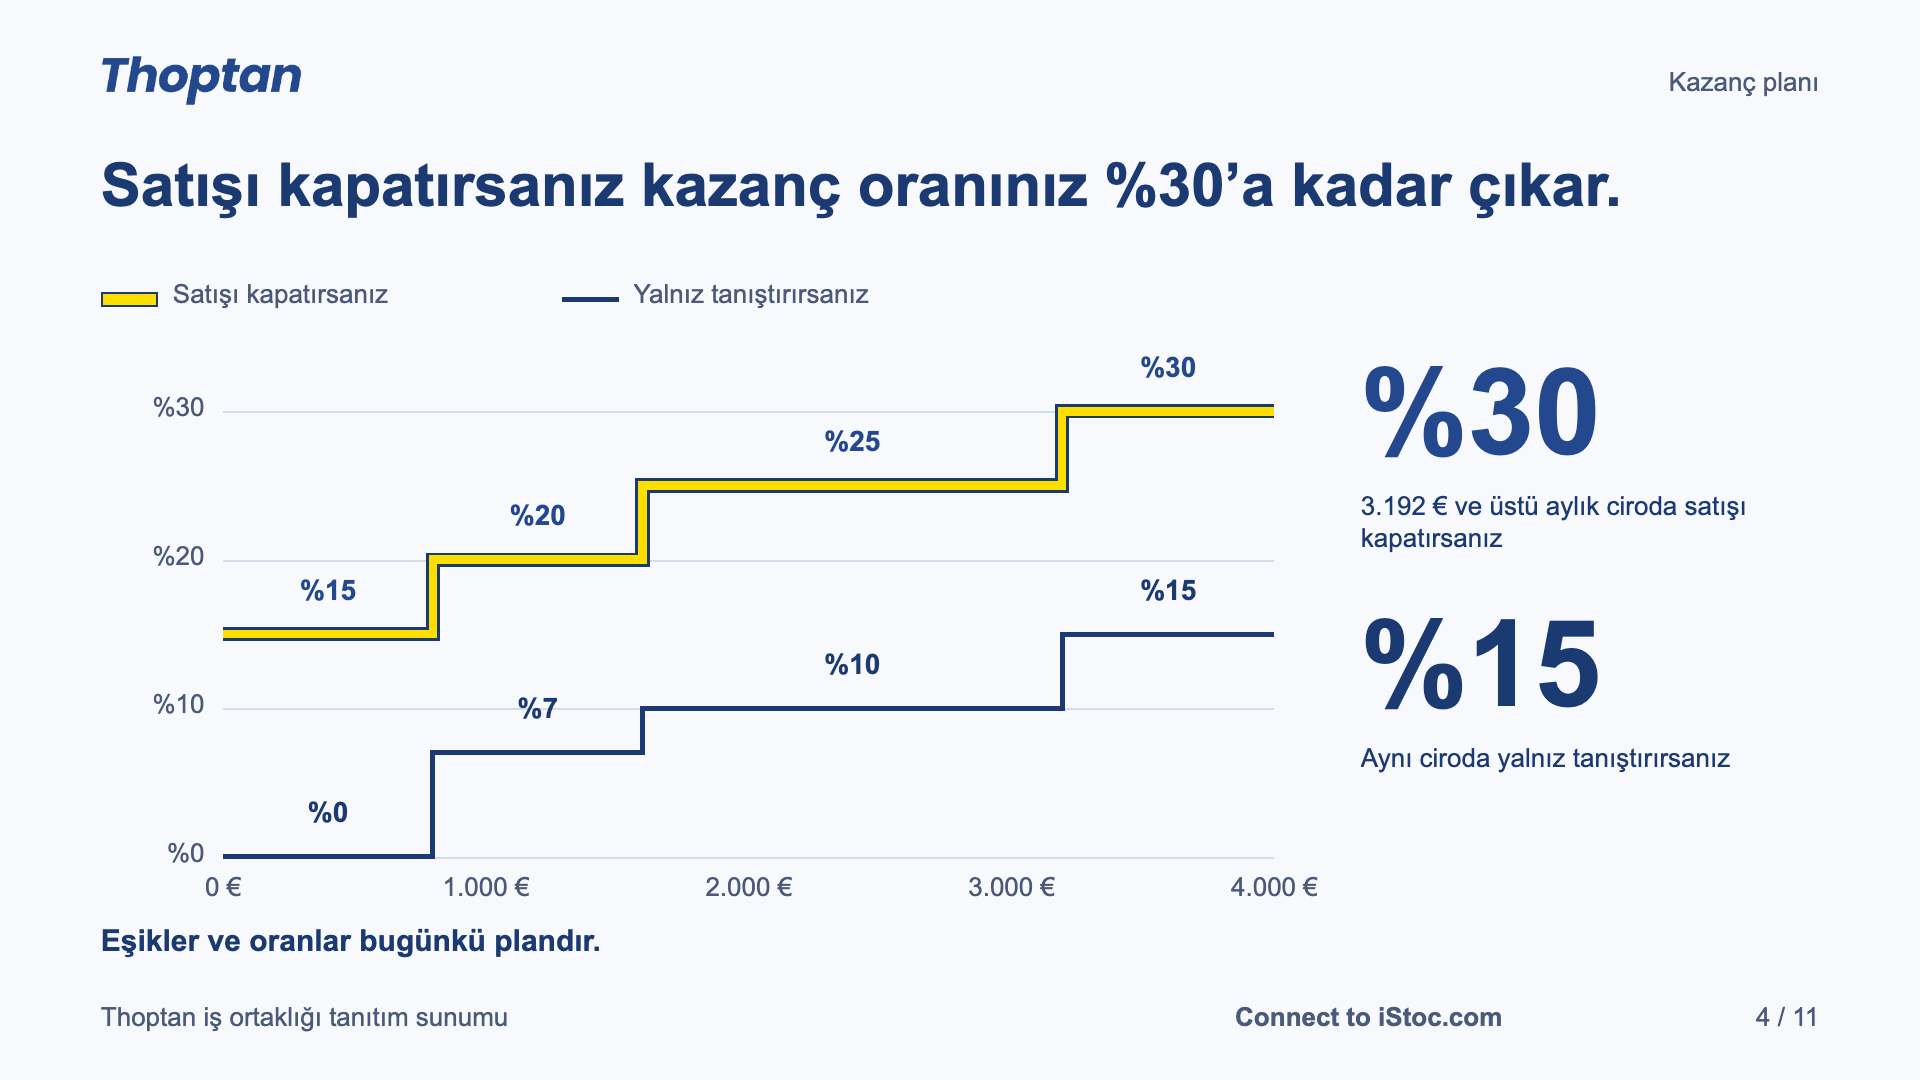 Thoptan
Kazanç planı
Satışı kapatırsanız kazanç oranınız %30’a kadar çıkar.
Satışı kapatırsanız
Yalnız tanıştırırsanız
%30
%20
%10
%0
%15
%20
%25
%30
%0
%7
%10
%15
0 €
1.000 €
2.000 €
3.000 €
4.000 €
%30
3.192 € ve üstü aylık ciroda satışı
kapatırsanız
%15
Aynı ciroda yalnız tanıştırırsanız
Eşikler ve oranlar bugünkü plandır.
Thoptan iş ortaklığı tanıtım sunumu
Connect to iStoc.com
4 / 11